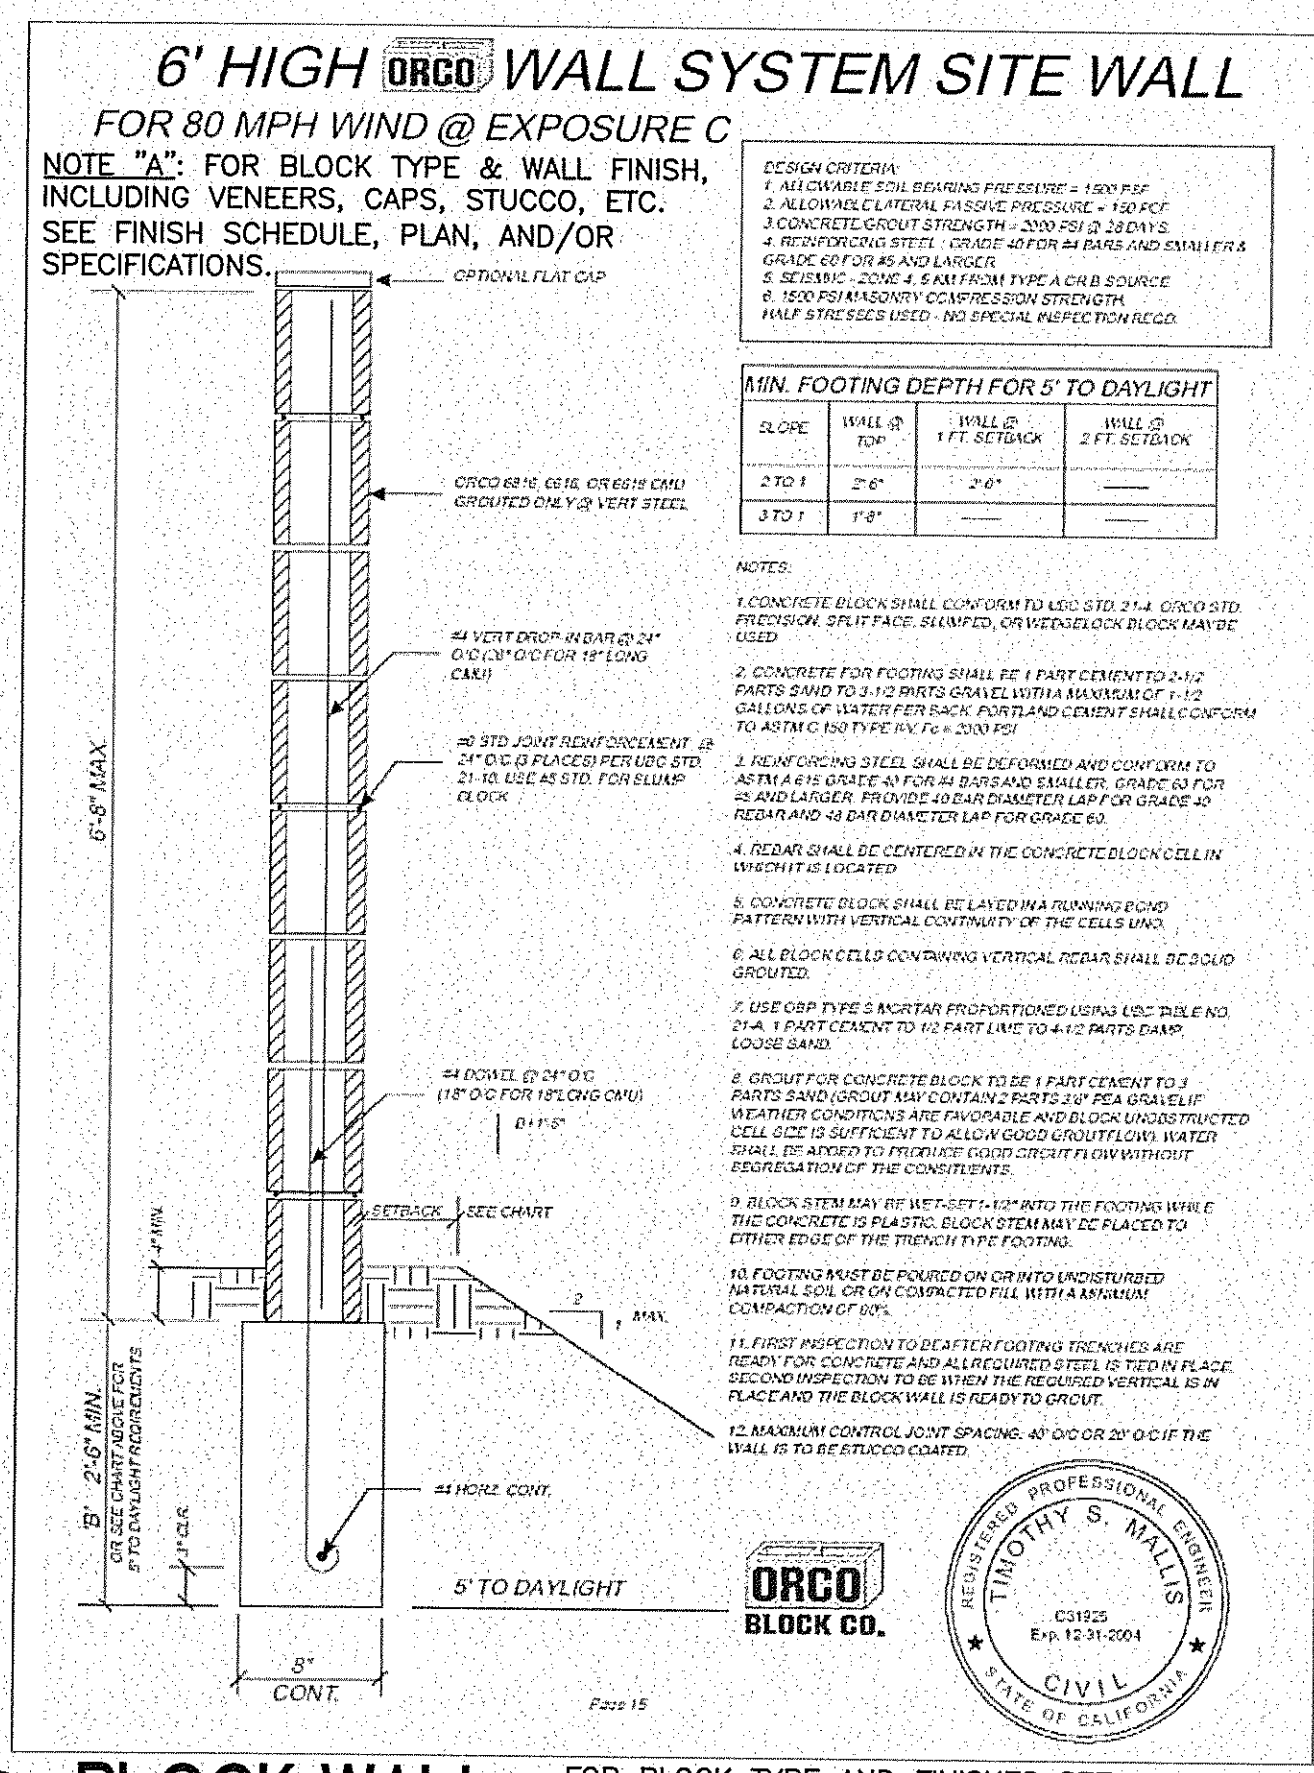 6' HIGH ORCO WALL SYSTEM SITE WALL
FOR 80 MPH WIND @ EXPOSURE C
NOTE "A": FOR BLOCK TYPE & WALL FINISH,
INCLUDING VENEERS, CAPS, STUCCO, ETC.
SEE FINISH SCHEDULE, PLAN, AND/OR
SPECIFICATIONS.
DESIGN CRITERIA:
1. ALLOWABLE SOIL BEARING PRESSURE = 1500 PSF
2. ALLOWABLE LATERAL PASSIVE PRESSURE = 150 PCF
3. CONCRETE/GROUT STRENGTH = 2000 PSI @ 28 DAYS.
4. REINFORCING STEEL: GRADE 40 FOR #4 BARS AND SMALLER &
GRADE 60 FOR #5 AND LARGER
5. SEISMIC - ZONE 4, 5 KM FROM TYPE A OR B SOURCE
6. 1500 PSI MASONRY COMPRESSION STRENGTH.
HALF STRESSES USED - NO SPECIAL INSPECTION REQD.
MIN. FOOTING DEPTH FOR 5' TO DAYLIGHT
SLOPE
WALL @ TOP
WALL @ 1 FT. SETBACK
WALL @ 2 FT. SETBACK
2 TO 1 2'-6"
3 TO 1 1'-8"
OPTIONAL FLAT CAP
GROUTED ONLY @ VERT STEEL
#4 VERT DROP-IN BAR @ 24"
O/C FOR 18" LONG
CMU)
STD JOINT REINFORCEMENT @
24" O/C (3 PLACES) PER UBC STD.
21-10. USE #8 STD. FOR SLUMP
BLOCK
#4 DOWEL @ 24" O/C
(18" O/C FOR 18" LONG CMU)
SETBACK SEE CHART
6'-8" MAX.
4" MIN.
2
1 MAX.
'B' 2'-6" MIN.
OR SEE CHART ABOVE FOR
5' TO DAYLIGHT REQUIREMENTS
3" CLR.
#4 HORZ. CONT.
5' TO DAYLIGHT
8"
CONT.
NOTES:
1. CONCRETE BLOCK SHALL CONFORM TO UBC STD. 21-4. ORCO STD.
PRECISION, SPLIT FACE, SLUMPED, OR WEDGELOCK BLOCK MAY BE
USED
2. CONCRETE FOR FOOTING SHALL BE 1 PART CEMENT TO 2-1/2
PARTS SAND TO 3-1/2 PARTS GRAVEL WITH A MAXIMUM OF 1-1/2
GALLONS OF WATER PER SACK. PORTLAND CEMENT SHALL CONFORM
TO ASTM C 150 TYPE = 2000 PSI
3. REINFORCING STEEL SHALL BE DEFORMED AND CONFORM TO
ASTM A 615 GRADE 40 FOR #4 BARS AND SMALLER, GRADE 60 FOR
#5 AND LARGER. PROVIDE 40 BAR DIAMETER LAP FOR GRADE 40
REBAR AND 48 BAR DIAMETER LAP FOR GRADE 60.
4. REBAR SHALL BE CENTERED IN THE CONCRETE BLOCK CELL IN
WHICH IT IS LOCATED
5. CONCRETE BLOCK SHALL BE LAYED IN A RUNNING BOND
PATTERN WITH VERTICAL CONTINUITY OF THE CELLS UNO.
6. ALL BLOCK CELLS CONTAINING VERTICAL REBAR SHALL BE SOLID
GROUTED.
7. USE OBP TYPE S MORTAR PROPORTIONED USING UBC TABLE NO.
21-A. 1 PART CEMENT TO 1/2 PART LIME TO 4-1/2 PARTS DAMP,
LOOSE SAND.
8. GROUT FOR CONCRETE BLOCK TO BE 1 PART CEMENT TO 3
PARTS SAND (GROUT MAY CONTAIN 2 PARTS 3/8" PEA GRAVEL IF
WEATHER CONDITIONS ARE FAVORABLE AND BLOCK UNOBSTRUCTED
CELL SIZE IS SUFFICIENT TO ALLOW GOOD GROUT FLOW). WATER
SHALL BE ADDED TO PRODUCE GOOD GROUT FLOW WITHOUT
SEGREGATION OF THE CONSITUENTS.
9. BLOCK STEM MAY BE WET-SET 1-1/2" INTO THE FOOTING WHILE
THE CONCRETE IS PLASTIC. BLOCK STEM MAY BE PLACED TO
EITHER EDGE OF THE TRENCH TYPE FOOTING.
10. FOOTING MUST BE POURED ON OR INTO UNDISTURBED
NATURAL SOIL OR ON COMPACTED FILL WITH A MINIMUM
COMPACTION OF 90%.
11. FIRST INSPECTION TO BE AFTER FOOTING TRENCHES ARE
READY FOR CONCRETE AND ALL REQUIRED STEEL IS TIED IN PLACE.
SECOND INSPECTION TO BE WHEN THE REQUIRED VERTICAL IS IN
PLACE AND THE BLOCK WALL IS READY TO GROUT.
12. MAXIMUM CONTROL JOINT SPACING: 40' O/C OR 20' O/C IF THE
WALL IS TO BE STUCCO COATED.
ORCO
BLOCK CO.
REGISTERED PROFESSIONAL ENGINEER
TIMOTHY S. MALLIS
C31925
Exp. 12-31-2004
CIVIL
STATE OF CALIFORNIA
Page 15
BLOCK WALL
FOR BLOCK TYPE AND FINISHES SEE